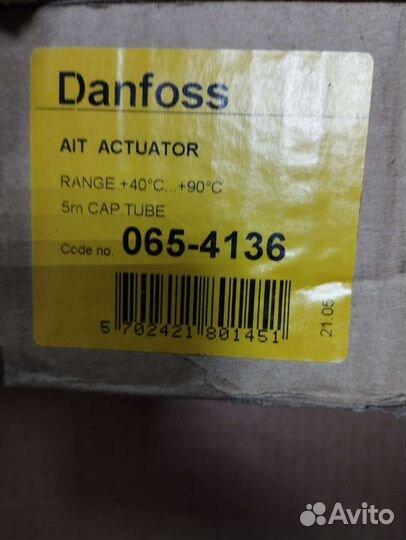 Danfoss
AIT ACTUATOR
RANGE +40°C...+90°C
5m CAP.TUBE
Code no. 065-4136
5 702421 801451
21.05
Avito